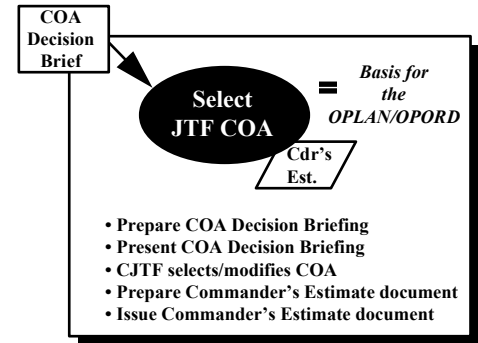 COA
Decision
Brief
Select
JTF COA
=
Basis for
the
OPLAN/OPORD
Cdr's
Est.
• Prepare COA Decision Briefing
• Present COA Decision Briefing
• CJTF selects/modifies COA
• Prepare Commander's Estimate document
• Issue Commander's Estimate document